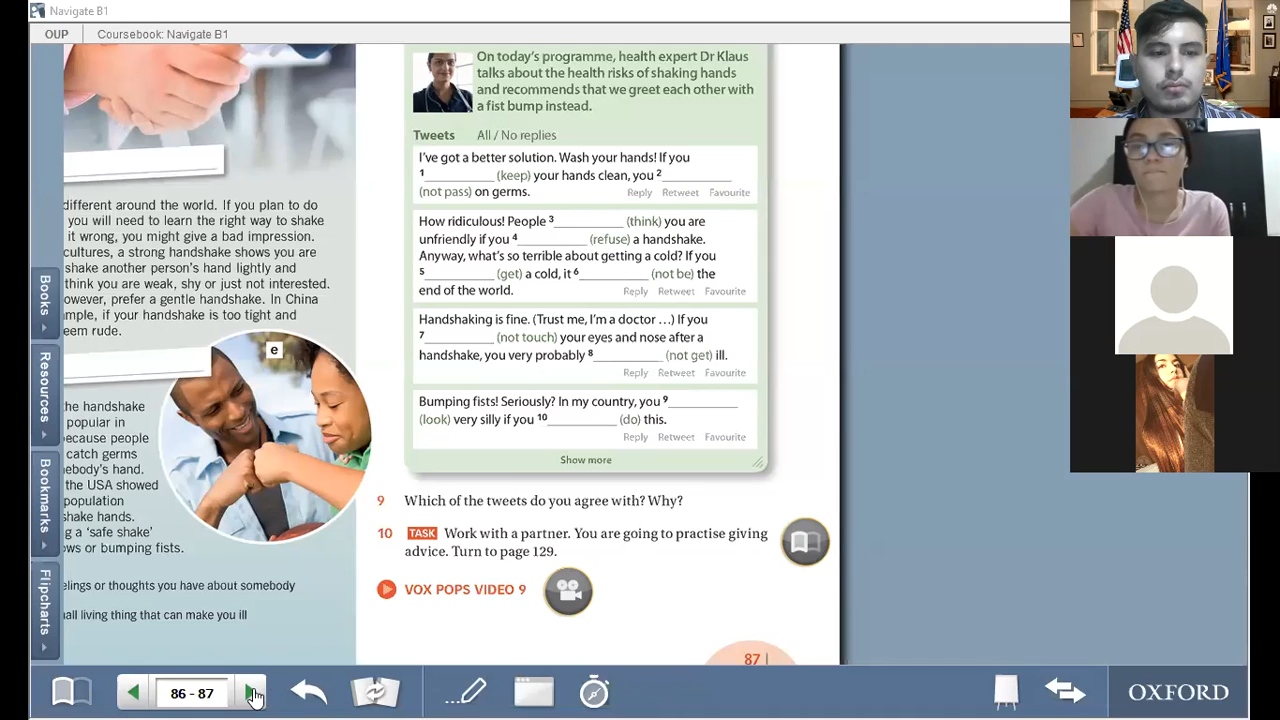 Navigate B1
OUP
Coursebook: Navigate B1
different around the world. If you plan to do
you will need to learn the right way to shake
it wrong, you might give a bad impression.
cultures, a strong handshake shows you are
shake another person's hand lightly and
think you are weak, shy or just not interested.
owever, prefer a gentle handshake. In China
mple, if your handshake is too tight and
eem rude.
e
the handshake
popular in
because people
catch germs
ebody's hand.
the USA showed
population
shake hands.
g a 'safe shake'
ows or bumping fists.
elings or thoughts you have about somebody
all living thing that can make you ill
On today's programme, health expert Dr Klaus
talks about the health risks of shaking hands
and recommends that we greet each other with
a fist bump instead.
Tweets All / No replies
I've got a better solution. Wash your hands! If you
1__________ (keep) your hands clean, you 2__________
(not pass) on germs.
Reply Retweet Favourite
How ridiculous! People 3__________ (think) you are
unfriendly if you 4__________ (refuse) a handshake.
Anyway, what's so terrible about getting a cold? If you
5__________ (get) a cold, it 6__________ (not be) the
end of the world.
Reply Retweet Favourite
Handshaking is fine. (Trust me, I'm a doctor …) If you
7__________ (not touch) your eyes and nose after a
handshake, you very probably 8__________ (not get) ill.
Reply Retweet Favourite
Bumping fists! Seriously? In my country, you 9__________
(look) very silly if you 10__________ (do) this.
Reply Retweet Favourite
Show more
9 Which of the tweets do you agree with? Why?
10 TASK Work with a partner. You are going to practise giving
advice. Turn to page 129.
VOX POPS VIDEO 9
87 |
Books
Resources
Bookmarks
Flipcharts
86 - 87
OXFORD